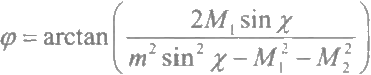 φ = arctan( 2M₁ sin χ / (m² sin² χ − M₁² − M₂²) )